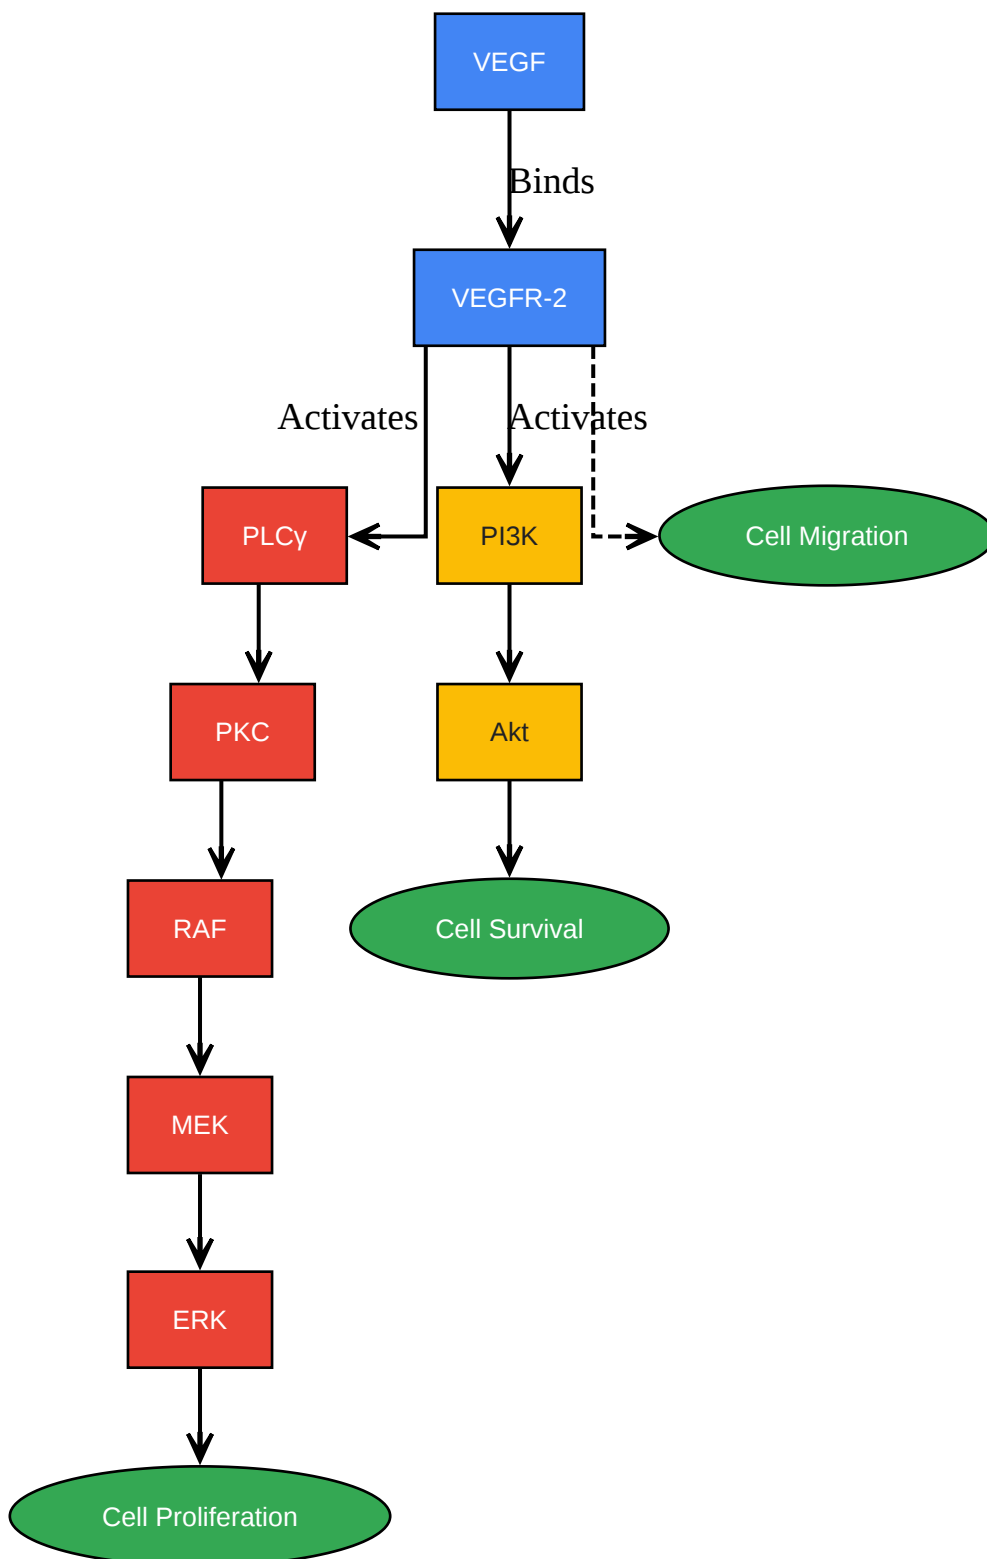 VEGF
Binds
VEGFR-2
Activates
Activates
PLCγ
PI3K
Cell Migration
PKC
Akt
RAF
Cell Survival
MEK
ERK
Cell Proliferation